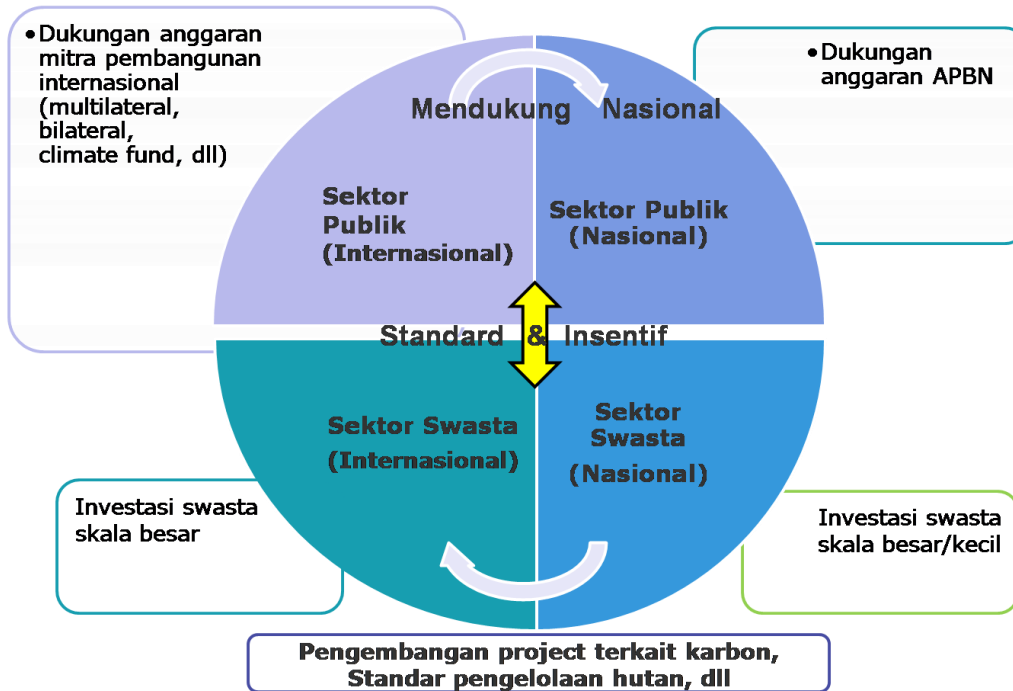 •Dukungan anggaran
mitra pembangunan
internasional
(multilateral,
bilateral,
climate fund, dll)
•Dukungan
anggaran APBN
Mendukung Nasional
Sektor
Publik
(Internasional)
Sektor Publik
(Nasional)
Standard & Insentif
Sektor Swasta
(Internasional)
Sektor
Swasta
(Nasional)
Investasi swasta
skala besar
Investasi swasta
skala besar/kecil
Pengembangan project terkait karbon,
Standar pengelolaan hutan, dll